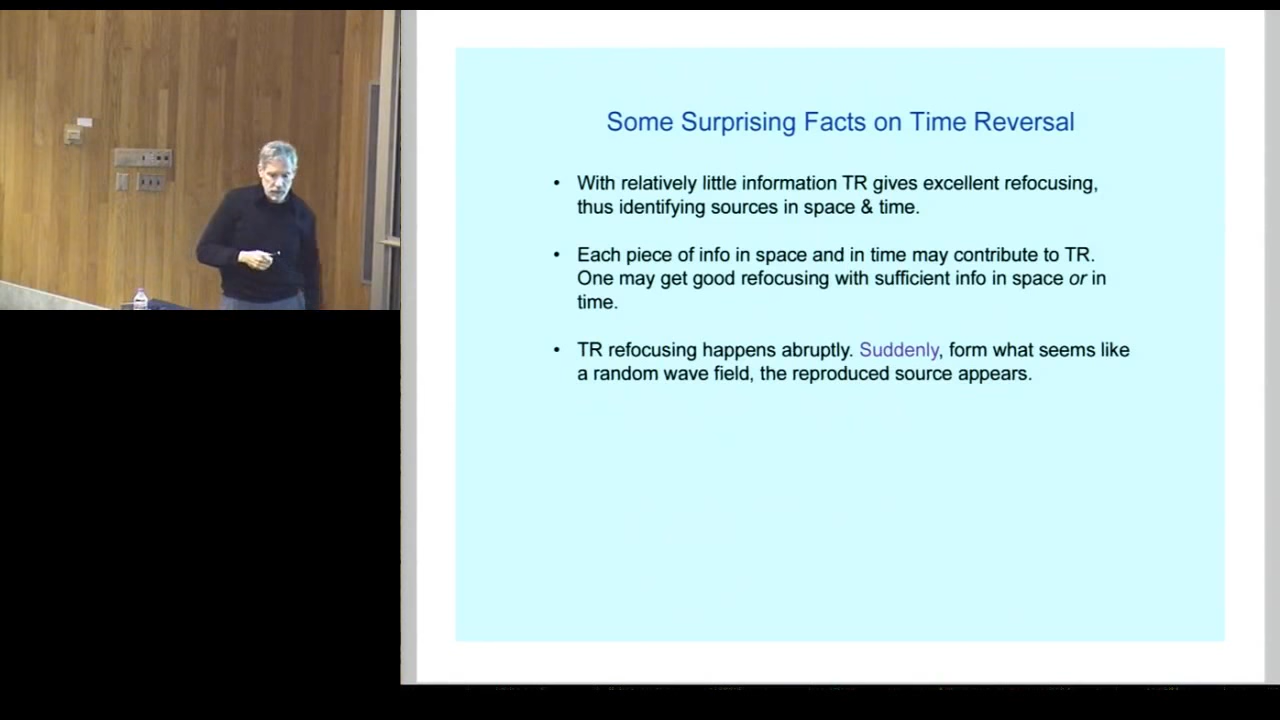 Some Surprising Facts on Time Reversal
• With relatively little information TR gives excellent refocusing,
thus identifying sources in space & time.
• Each piece of info in space and in time may contribute to TR.
One may get good refocusing with sufficient info in space or in
time.
• TR refocusing happens abruptly. Suddenly, form what seems like
a random wave field, the reproduced source appears.